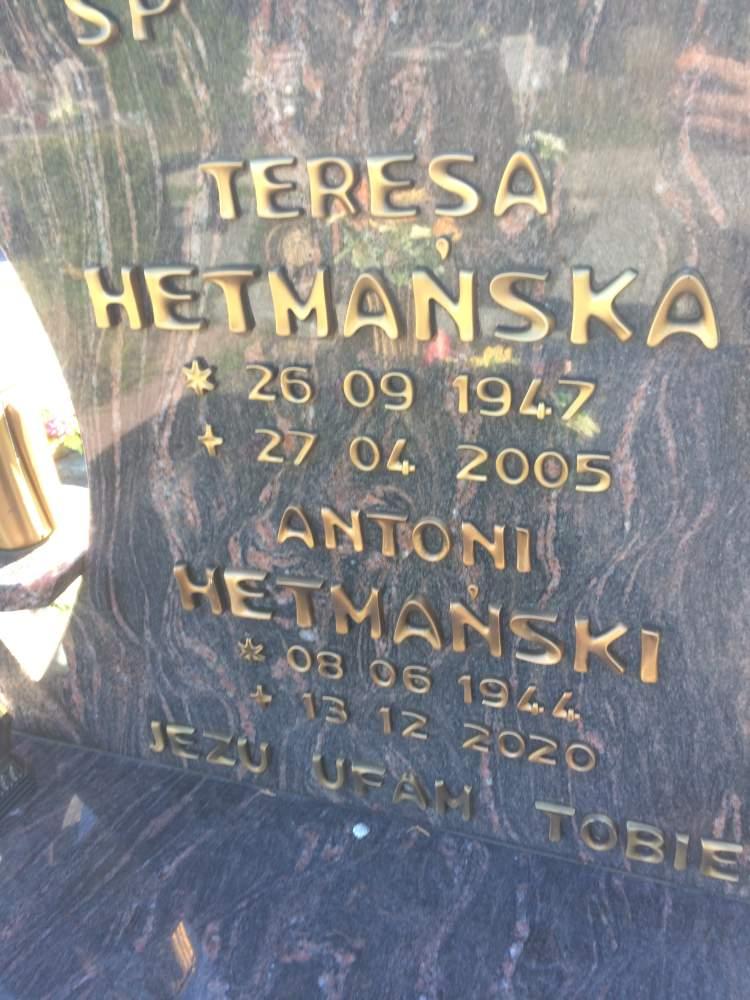 SP
TERESA
HETMAŃSKA
* 26 09 1947
+ 27 04 2005
ANTONI
HETMAŃSKI
* 08 06 1944
+ 13 12 2020
JEZU UFAM TOBIE